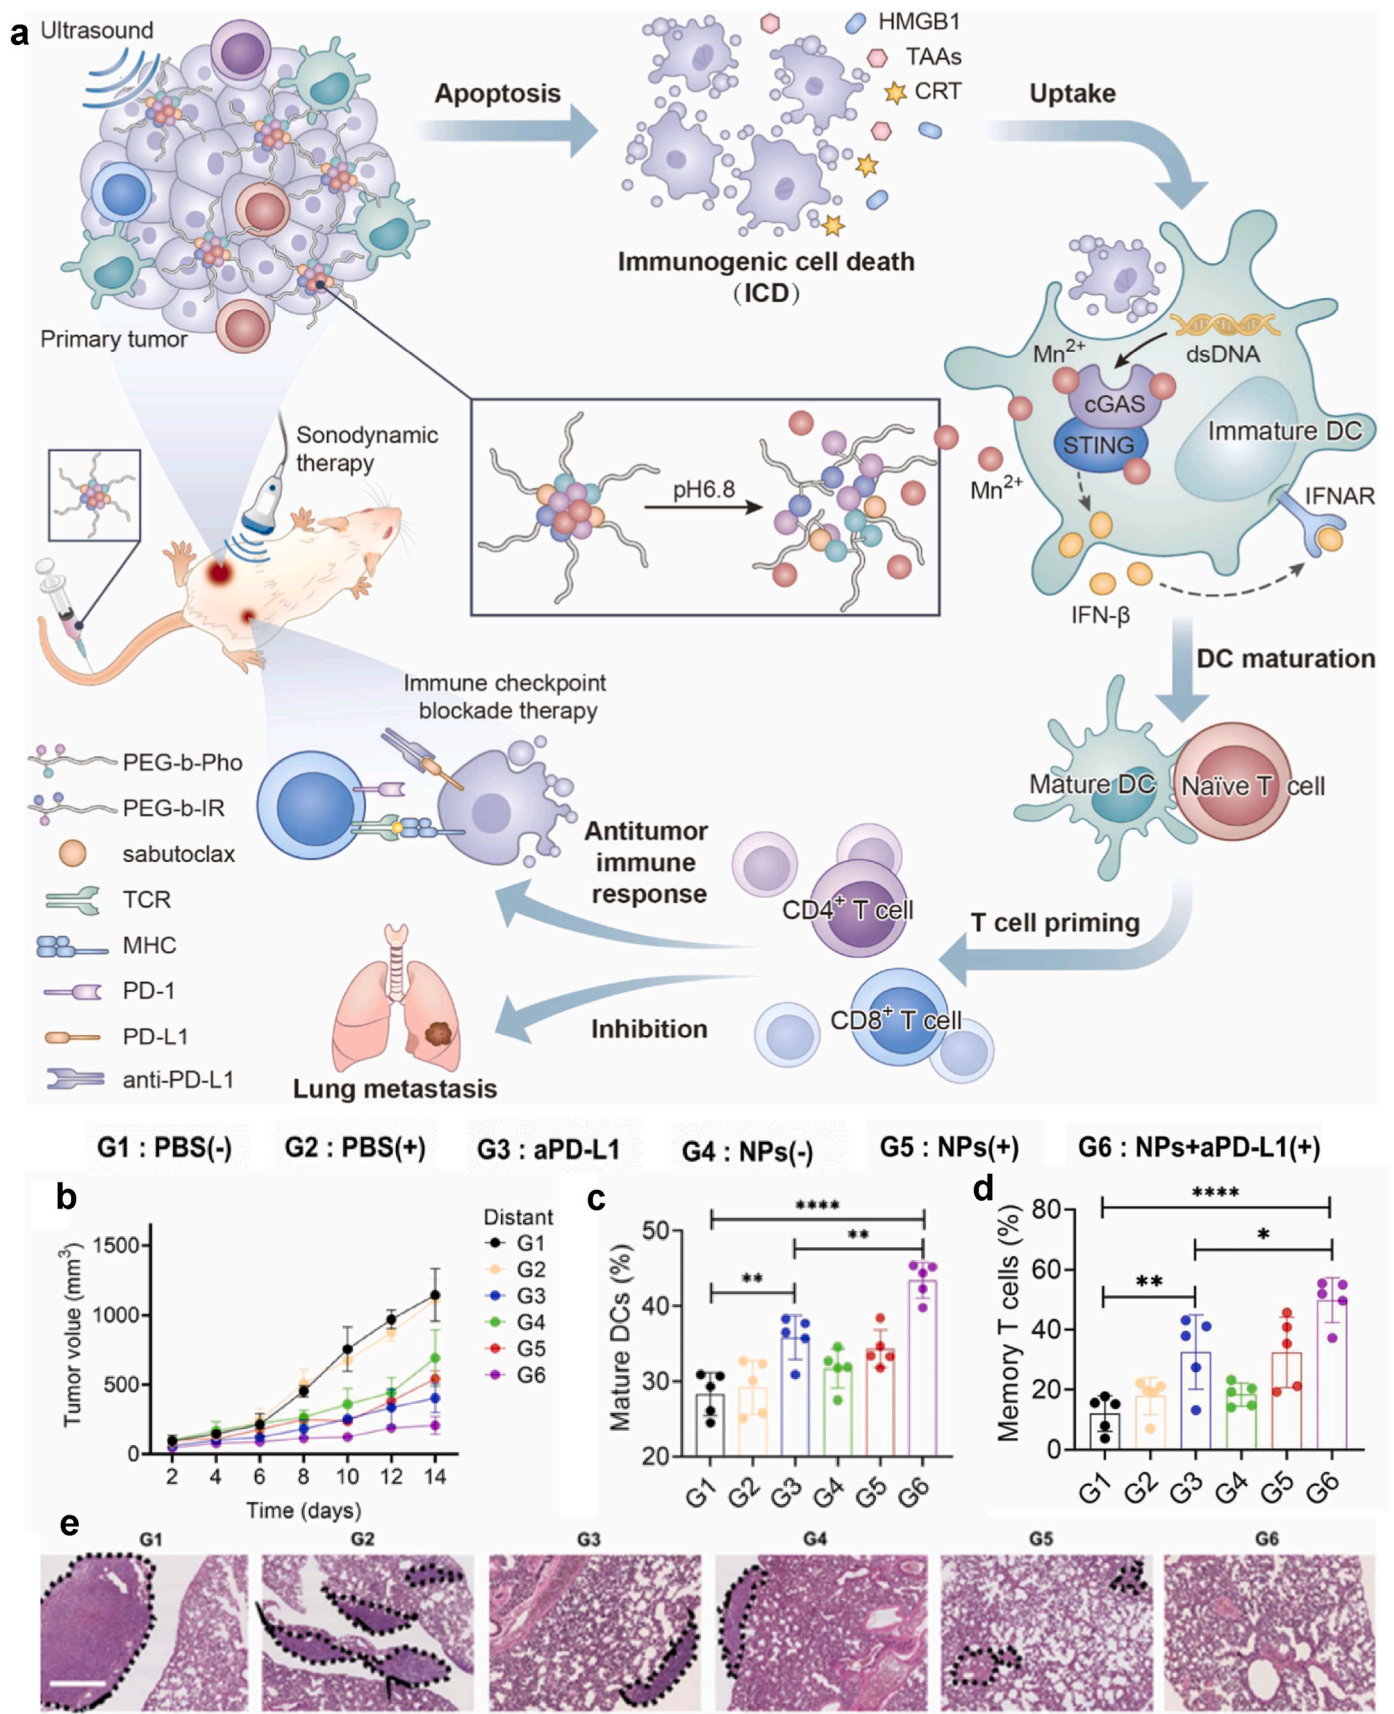 a
Ultrasound
Primary tumor
Apoptosis
HMGB1
TAAs
CRT
Immunogenic cell death
(ICD)
Uptake
Mn2+
dsDNA
cGAS
STING
Immature DC
Mn2+
IFNAR
IFN-β
Sonodynamic
therapy
pH6.8
DC maturation
Mature DC
Naïve T cell
T cell priming
CD4+ T cell
CD8+ T cell
Immune checkpoint
blockade therapy
Antitumor
immune
response
Inhibition
Lung metastasis
PEG-b-Pho
PEG-b-IR
sabutoclax
TCR
MHC
PD-1
PD-L1
anti-PD-L1
G1 : PBS(-) G2 : PBS(+) G3 : aPD-L1 G4 : NPs(-) G5 : NPs(+) G6 : NPs+aPD-L1(+)
b
Tumor volue (mm3)
1500
1000
500
0
2 4 6 8 10 12 14
Time (days)
Distant
G1
G2
G3
G4
G5
G6
c
Mature DCs (%)
50
40
30
20
****
**
**
G1 G2 G3 G4 G5 G6
d
Memory T cells (%)
80
60
40
20
0
****
*
**
G1 G2 G3 G4 G5 G6
e
G1 G2 G3 G4 G5 G6